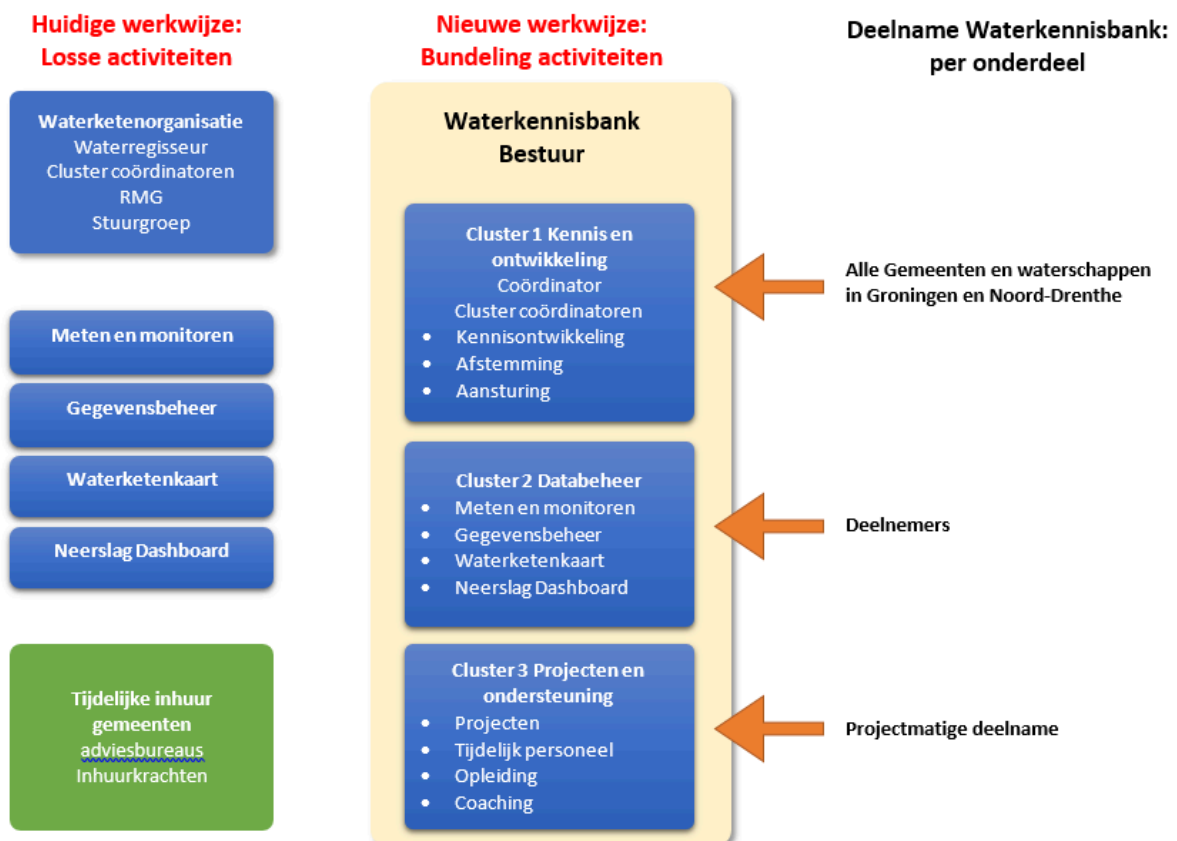 Huidige werkwijze:
Losse activiteiten
Waterketenorganisatie
Waterregisseur
Cluster coördinatoren
RMG
Stuurgroep
Meten en monitoren
Gegevensbeheer
Waterketenkaart
Neerslag Dashboard
Tijdelijke inhuur
gemeenten
adviesbureaus
Inhuurkrachten
Nieuwe werkwijze:
Bundeling activiteiten
Waterkennisbank
Bestuur
Cluster 1 Kennis en
ontwikkeling
Coördinator
Cluster coördinatoren
• Kennisontwikkeling
• Afstemming
• Aansturing
Cluster 2 Databeheer
• Meten en monitoren
• Gegevensbeheer
• Waterketenkaart
• Neerslag Dashboard
Cluster 3 Projecten en
ondersteuning
• Projecten
• Tijdelijk personeel
• Opleiding
• Coaching
Deelname Waterkennisbank:
per onderdeel
Alle Gemeenten en waterschappen
in Groningen en Noord-Drenthe
Deelnemers
Projectmatige deelname